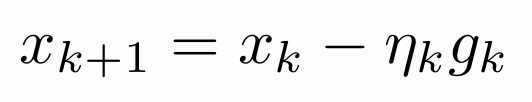 x_{k+1} = x_k − η_k g_k